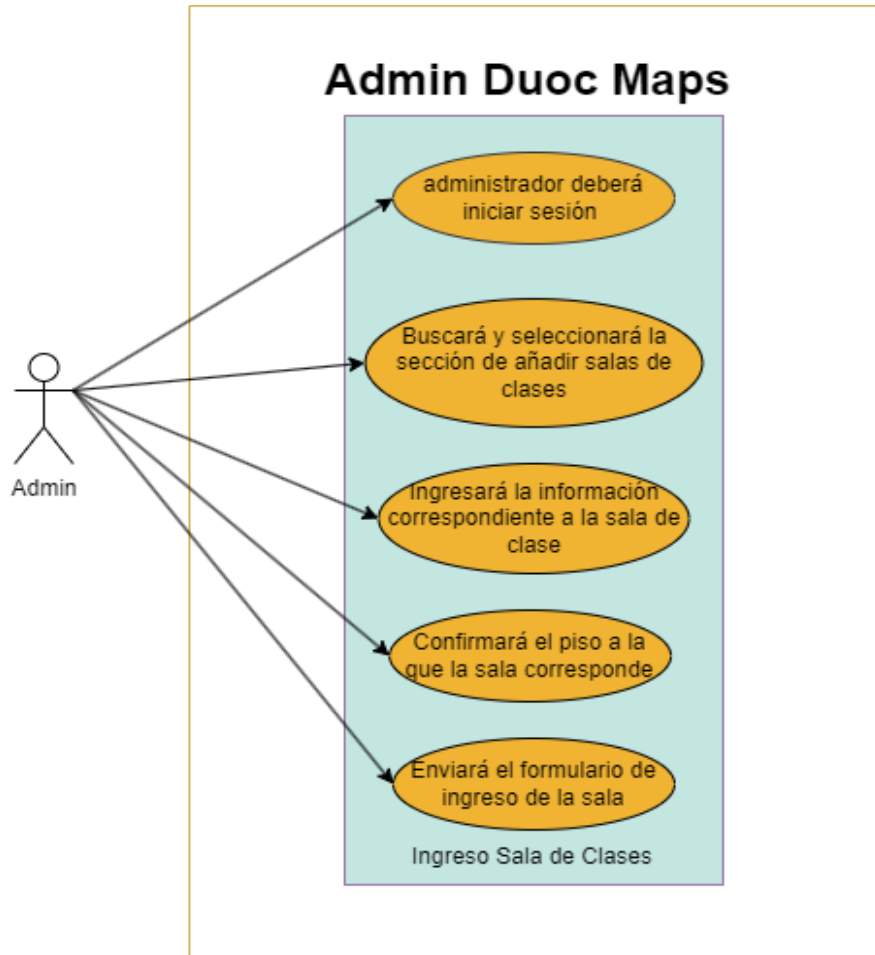 Admin Duoc Maps
administrador deberá
iniciar sesión
Buscará y seleccionará la
sección de añadir salas de
clases
Ingresará la información
correspondiente a la sala de
clase
Admin
Confirmará el piso a la
que la sala corresponde
Enviará el formulario de
ingreso de la sala
Ingreso Sala de Clases